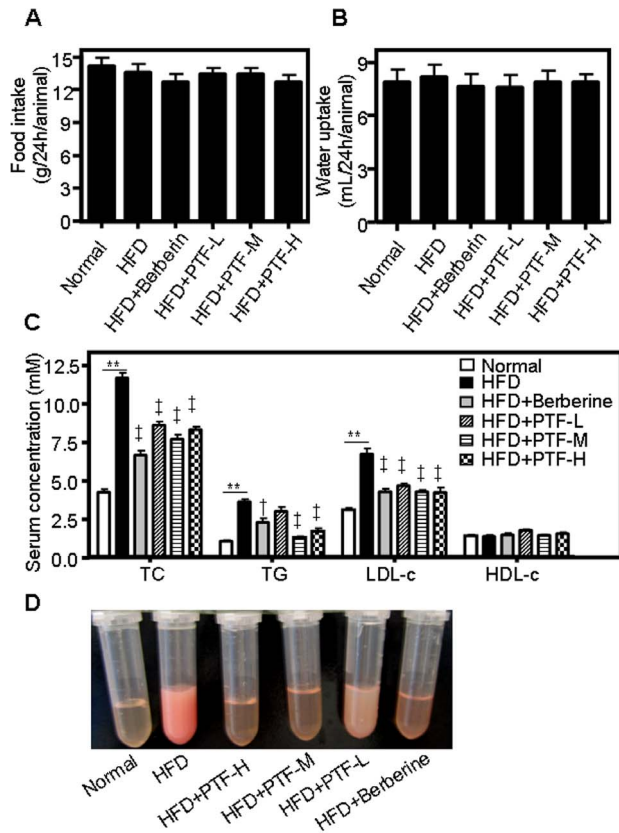 A
Food intake
(g/24h/animal)
15
12
9
6
3
0
Normal
HFD
HFD+Berberin
HFD+PTF-L
HFD+PTF-M
HFD+PTF-H
B
Water uptake
(mL/24h/animal)
9
6
3
0
Normal
HFD
HFD+Berberin
HFD+PTF-L
HFD+PTF-M
HFD+PTF-H
C
Serum concentration (mM)
12.5
10.0
7.5
5.0
2.5
0.0
**
‡
‡
‡
‡
**
†
‡
‡
**
‡
‡
‡
‡
Normal
HFD
HFD+Berberine
HFD+PTF-L
HFD+PTF-M
HFD+PTF-H
TC
TG
LDL-c
HDL-c
D
Normal
HFD
HFD+PTF-H
HFD+PTF-M
HFD+PTF-L
HFD+Berberine